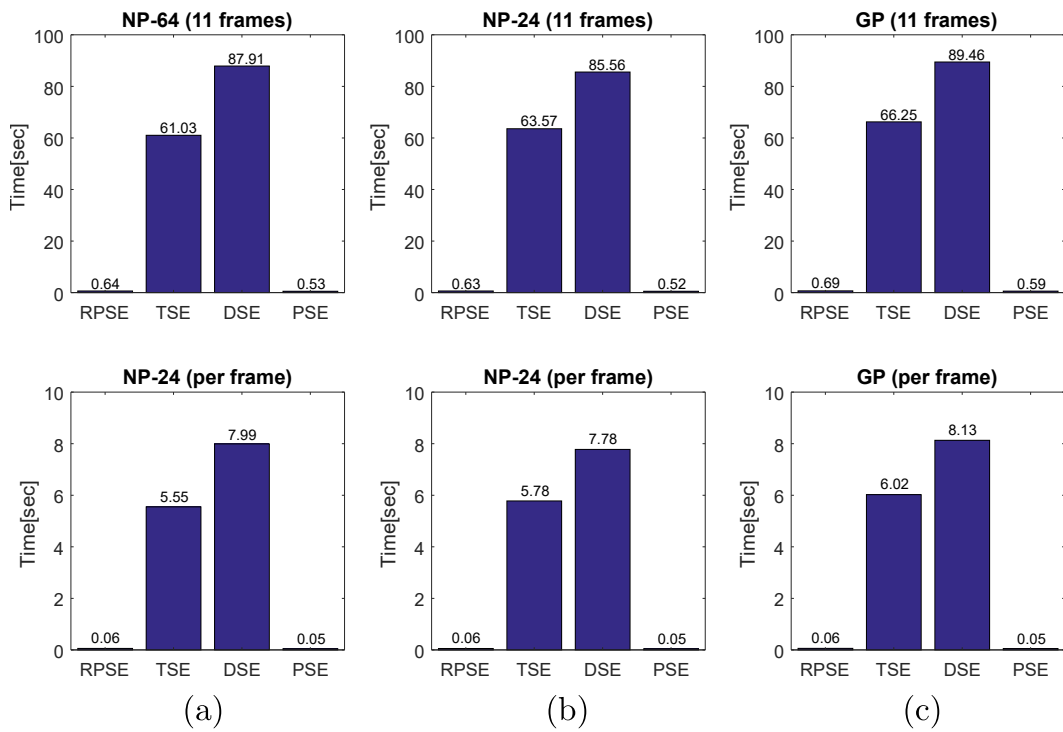 NP-64 (11 frames)
100
80
60
40
20
0
Time[sec]
0.64
61.03
87.91
0.53
RPSE TSE DSE PSE
NP-24 (11 frames)
100
80
60
40
20
0
Time[sec]
0.63
63.57
85.56
0.52
RPSE TSE DSE PSE
GP (11 frames)
100
80
60
40
20
0
Time[sec]
0.69
66.25
89.46
0.59
RPSE TSE DSE PSE
NP-24 (per frame)
10
8
6
4
2
0
Time[sec]
0.06
5.55
7.99
0.05
RPSE TSE DSE PSE
(a)
NP-24 (per frame)
10
8
6
4
2
0
Time[sec]
0.06
5.78
7.78
0.05
RPSE TSE DSE PSE
(b)
GP (per frame)
10
8
6
4
2
0
Time[sec]
0.06
6.02
8.13
0.05
RPSE TSE DSE PSE
(c)